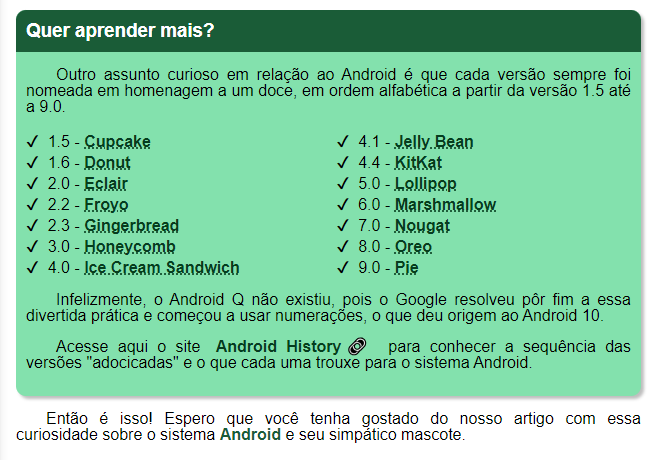 Quer aprender mais?
Outro assunto curioso em relação ao Android é que cada versão sempre foi
nomeada em homenagem a um doce, em ordem alfabética a partir da versão 1.5 até
a 9.0.
✓ 1.5 - Cupcake
✓ 1.6 - Donut
✓ 2.0 - Eclair
✓ 2.2 - Froyo
✓ 2.3 - Gingerbread
✓ 3.0 - Honeycomb
✓ 4.0 - Ice Cream Sandwich
✓ 4.1 - Jelly Bean
✓ 4.4 - KitKat
✓ 5.0 - Lollipop
✓ 6.0 - Marshmallow
✓ 7.0 - Nougat
✓ 8.0 - Oreo
✓ 9.0 - Pie
Infelizmente, o Android Q não existiu, pois o Google resolveu pôr fim a essa
divertida prática e começou a usar numerações, o que deu origem ao Android 10.
Acesse aqui o site Android History para conhecer a sequência das
versões "adocicadas" e o que cada uma trouxe para o sistema Android.
Então é isso! Espero que você tenha gostado do nosso artigo com essa
curiosidade sobre o sistema Android e seu simpático mascote.